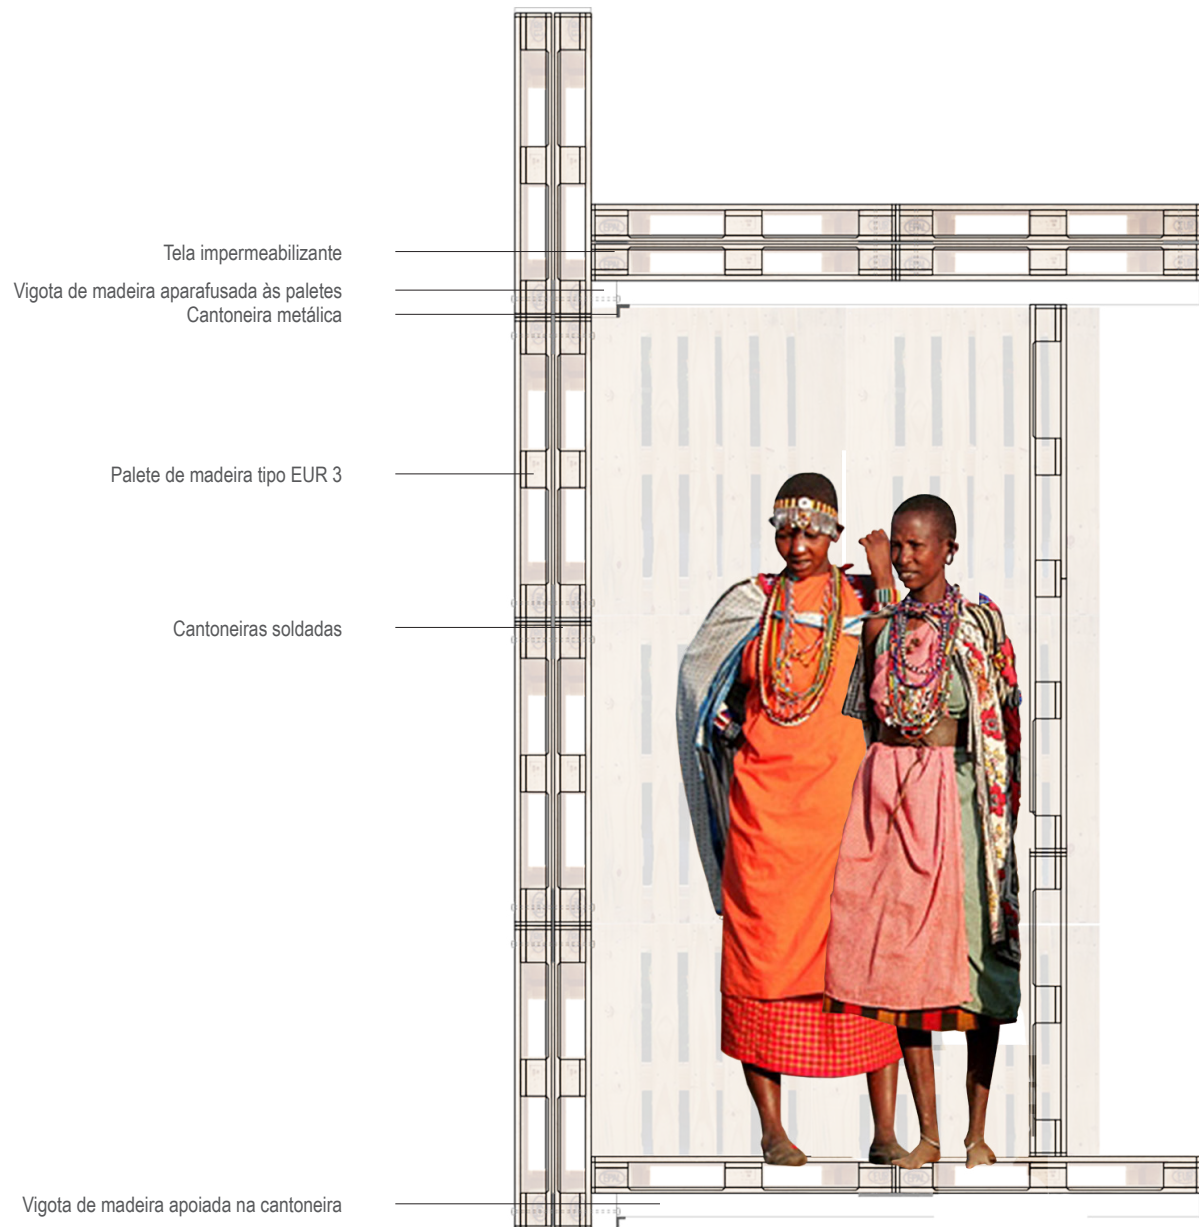 Tela impermeabilizante
Vigota de madeira aparafusada às paletes
Cantoneira metálica
Palete de madeira tipo EUR 3
Cantoneiras soldadas
Vigota de madeira apoiada na cantoneira